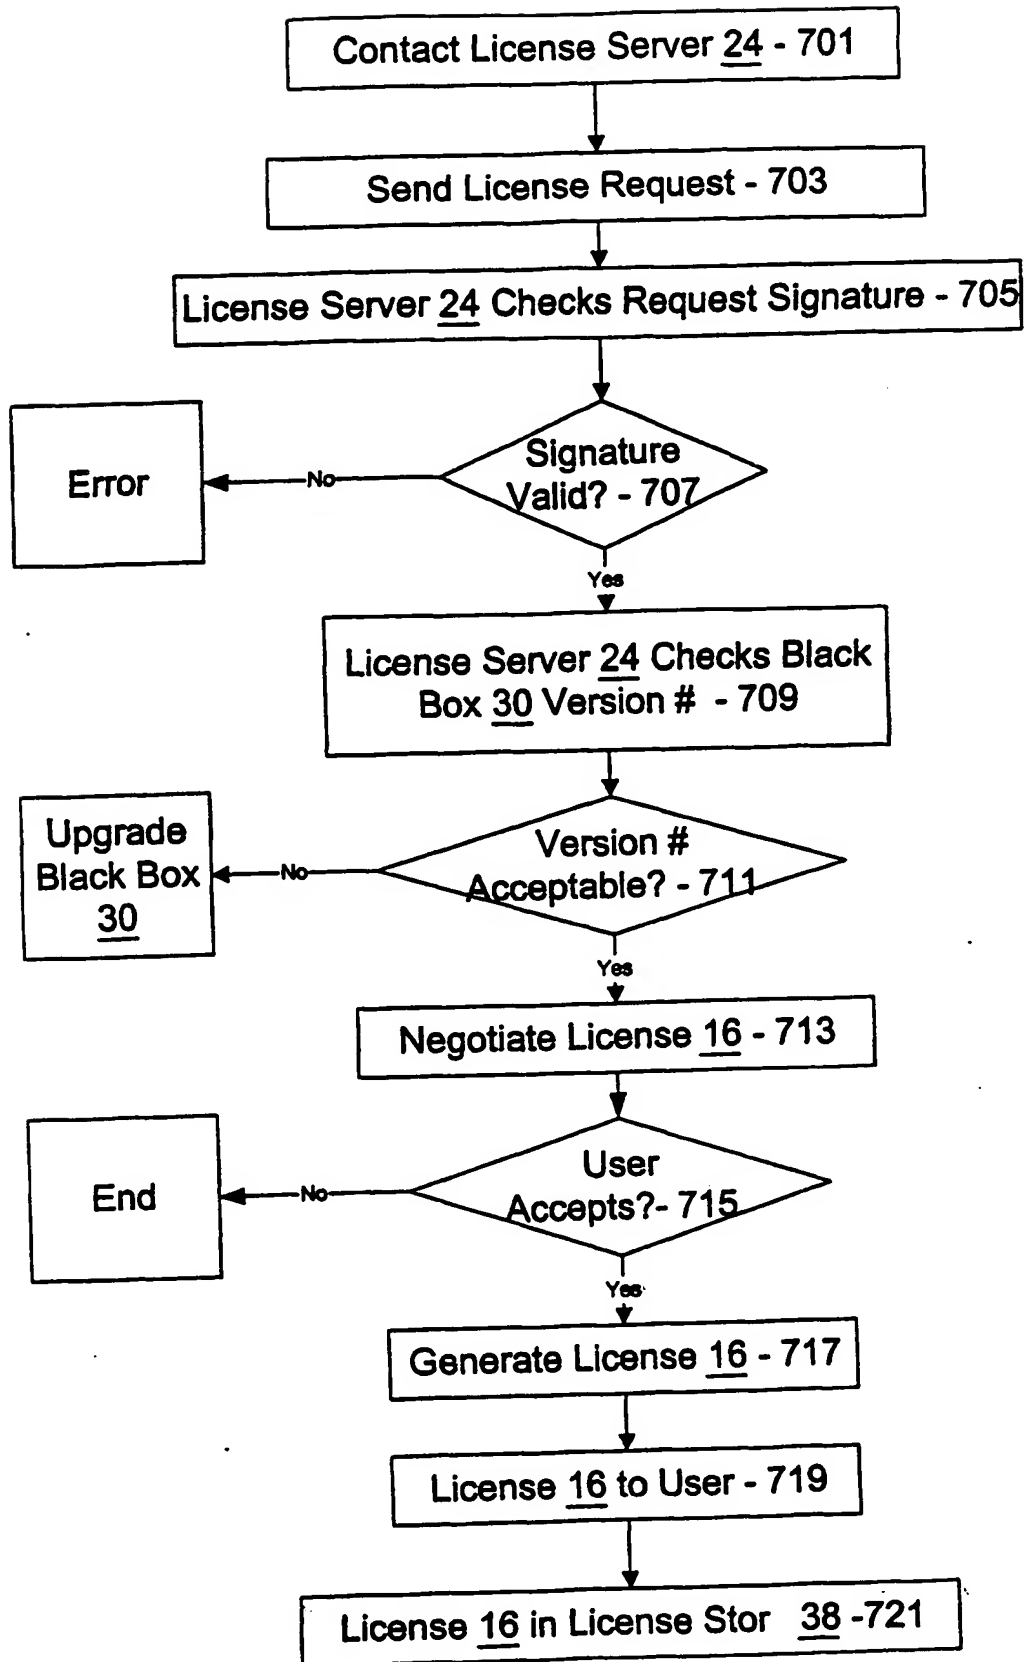 Contact License Server 24 - 701
Send License Request - 703
License Server 24 Checks Request Signature - 705
Signature
Valid? - 707
No
Error
Yes
License Server 24 Checks Black
Box 30 Version # - 709
Version #
Acceptable? - 711
No
Upgrade
Black Box
30
Yes
Negotiate License 16 - 713
User
Accepts?- 715
No
End
Yes
Generate License 16 - 717
License 16 to User - 719
License 16 in License Stor 38 -721